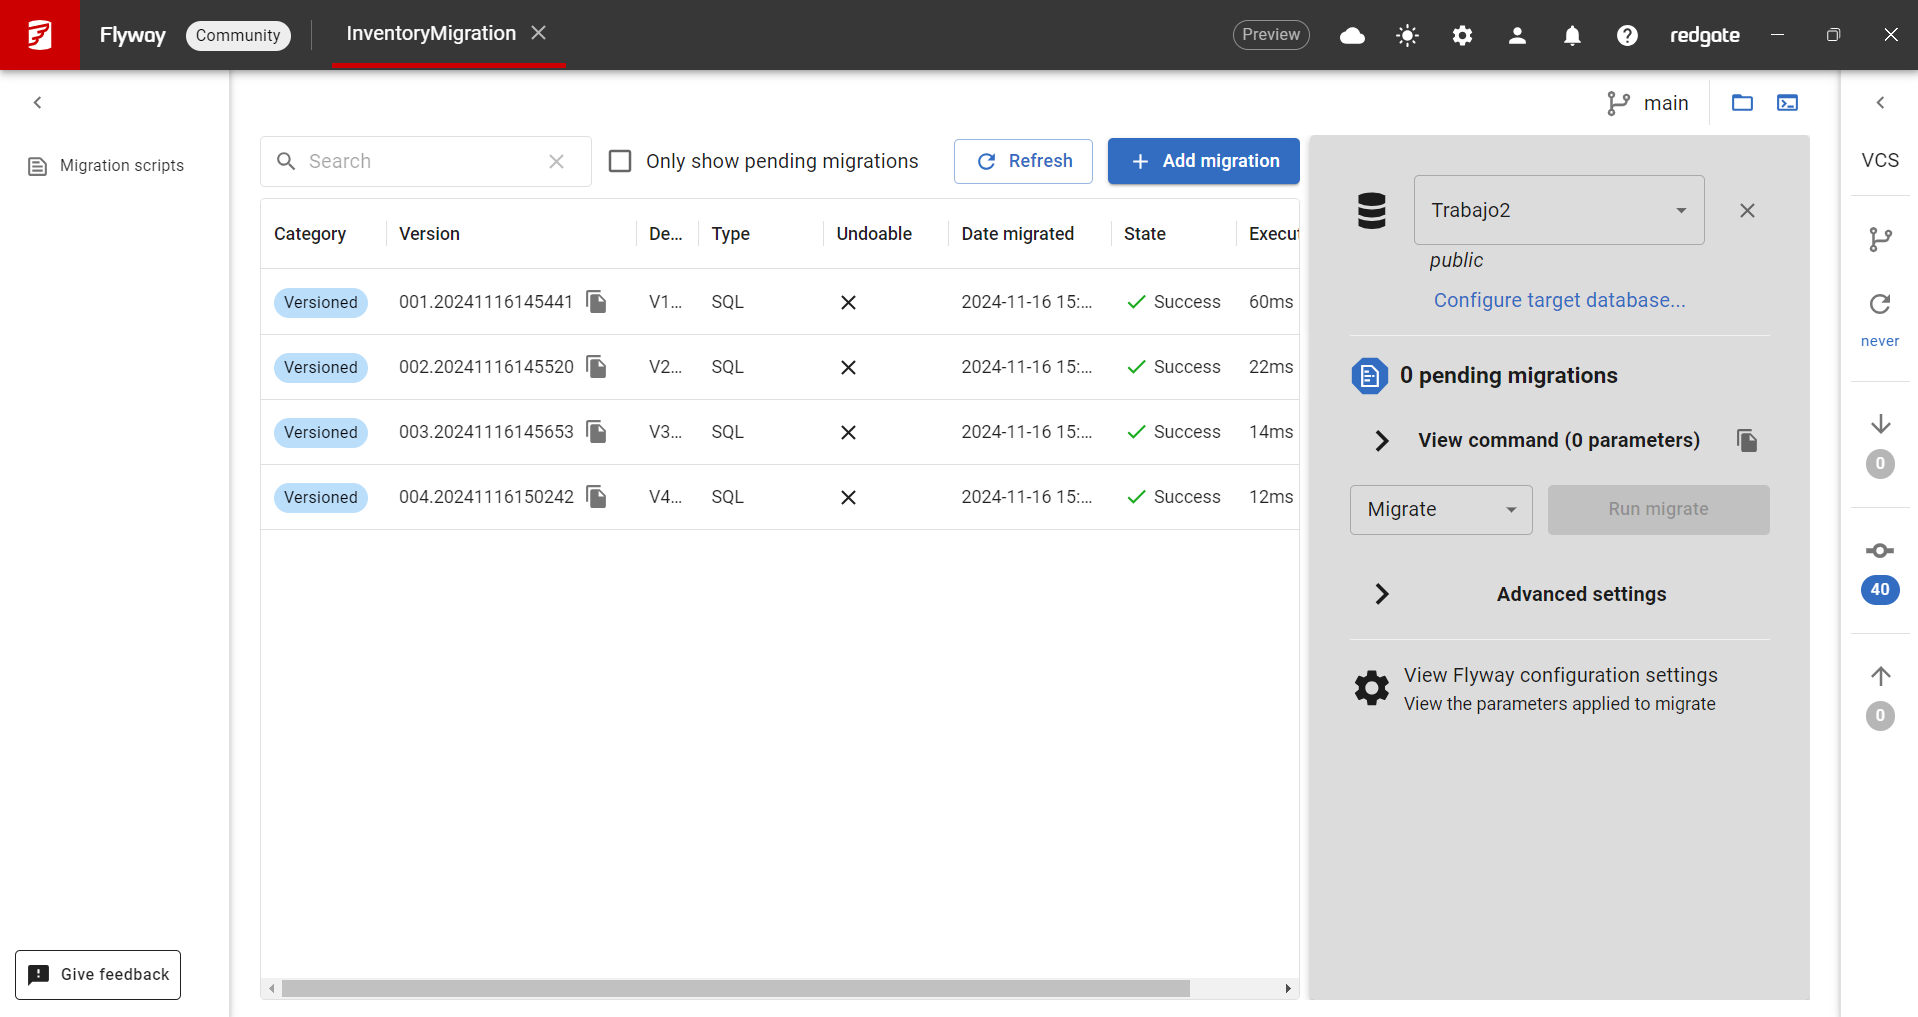 Flyway Community InventoryMigration Preview redgate
main
VCS
Migration scripts
Search Only show pending migrations Refresh Add migration
Trabajo2
public
Configure target database...
Category Version De... Type Undoable Date migrated State Execut
Versioned 001.20241116145441 V1... SQL 2024-11-16 15:... Success 60ms
Versioned 002.20241116145520 V2... SQL 2024-11-16 15:... Success 22ms
Versioned 003.20241116145653 V3... SQL 2024-11-16 15:... Success 14ms
Versioned 004.20241116150242 V4... SQL 2024-11-16 15:... Success 12ms
0 pending migrations
View command (0 parameters)
Migrate Run migrate
Advanced settings
View Flyway configuration settings
View the parameters applied to migrate
never
0
40
0
Give feedback